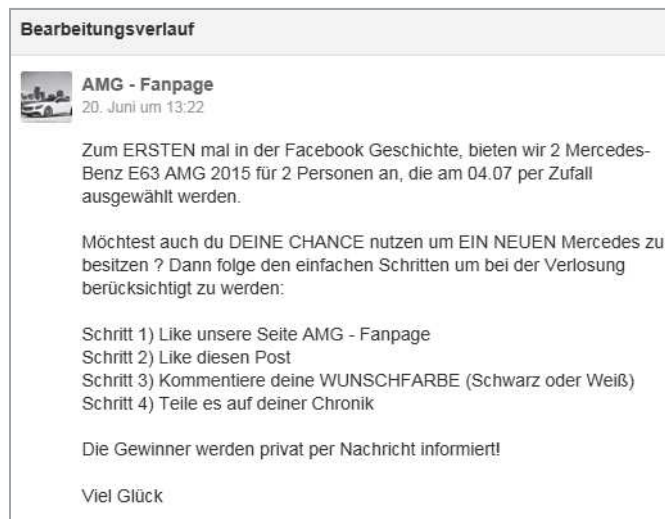 Bearbeitungsverlauf
AMG - Fanpage
20. Juni um 13:22
Zum ERSTEN mal in der Facebook Geschichte, bieten wir 2 Mercedes-
Benz E63 AMG 2015 für 2 Personen an, die am 04.07 per Zufall
ausgewählt werden.
Möchtest auch du DEINE CHANCE nutzen um EIN NEUEN Mercedes zu
besitzen ? Dann folge den einfachen Schritten um bei der Verlosung
berücksichtigt zu werden:
Schritt 1) Like unsere Seite AMG - Fanpage
Schritt 2) Like diesen Post
Schritt 3) Kommentiere deine WUNSCHFARBE (Schwarz oder Weiß)
Schritt 4) Teile es auf deiner Chronik
Die Gewinner werden privat per Nachricht informiert!
Viel Glück